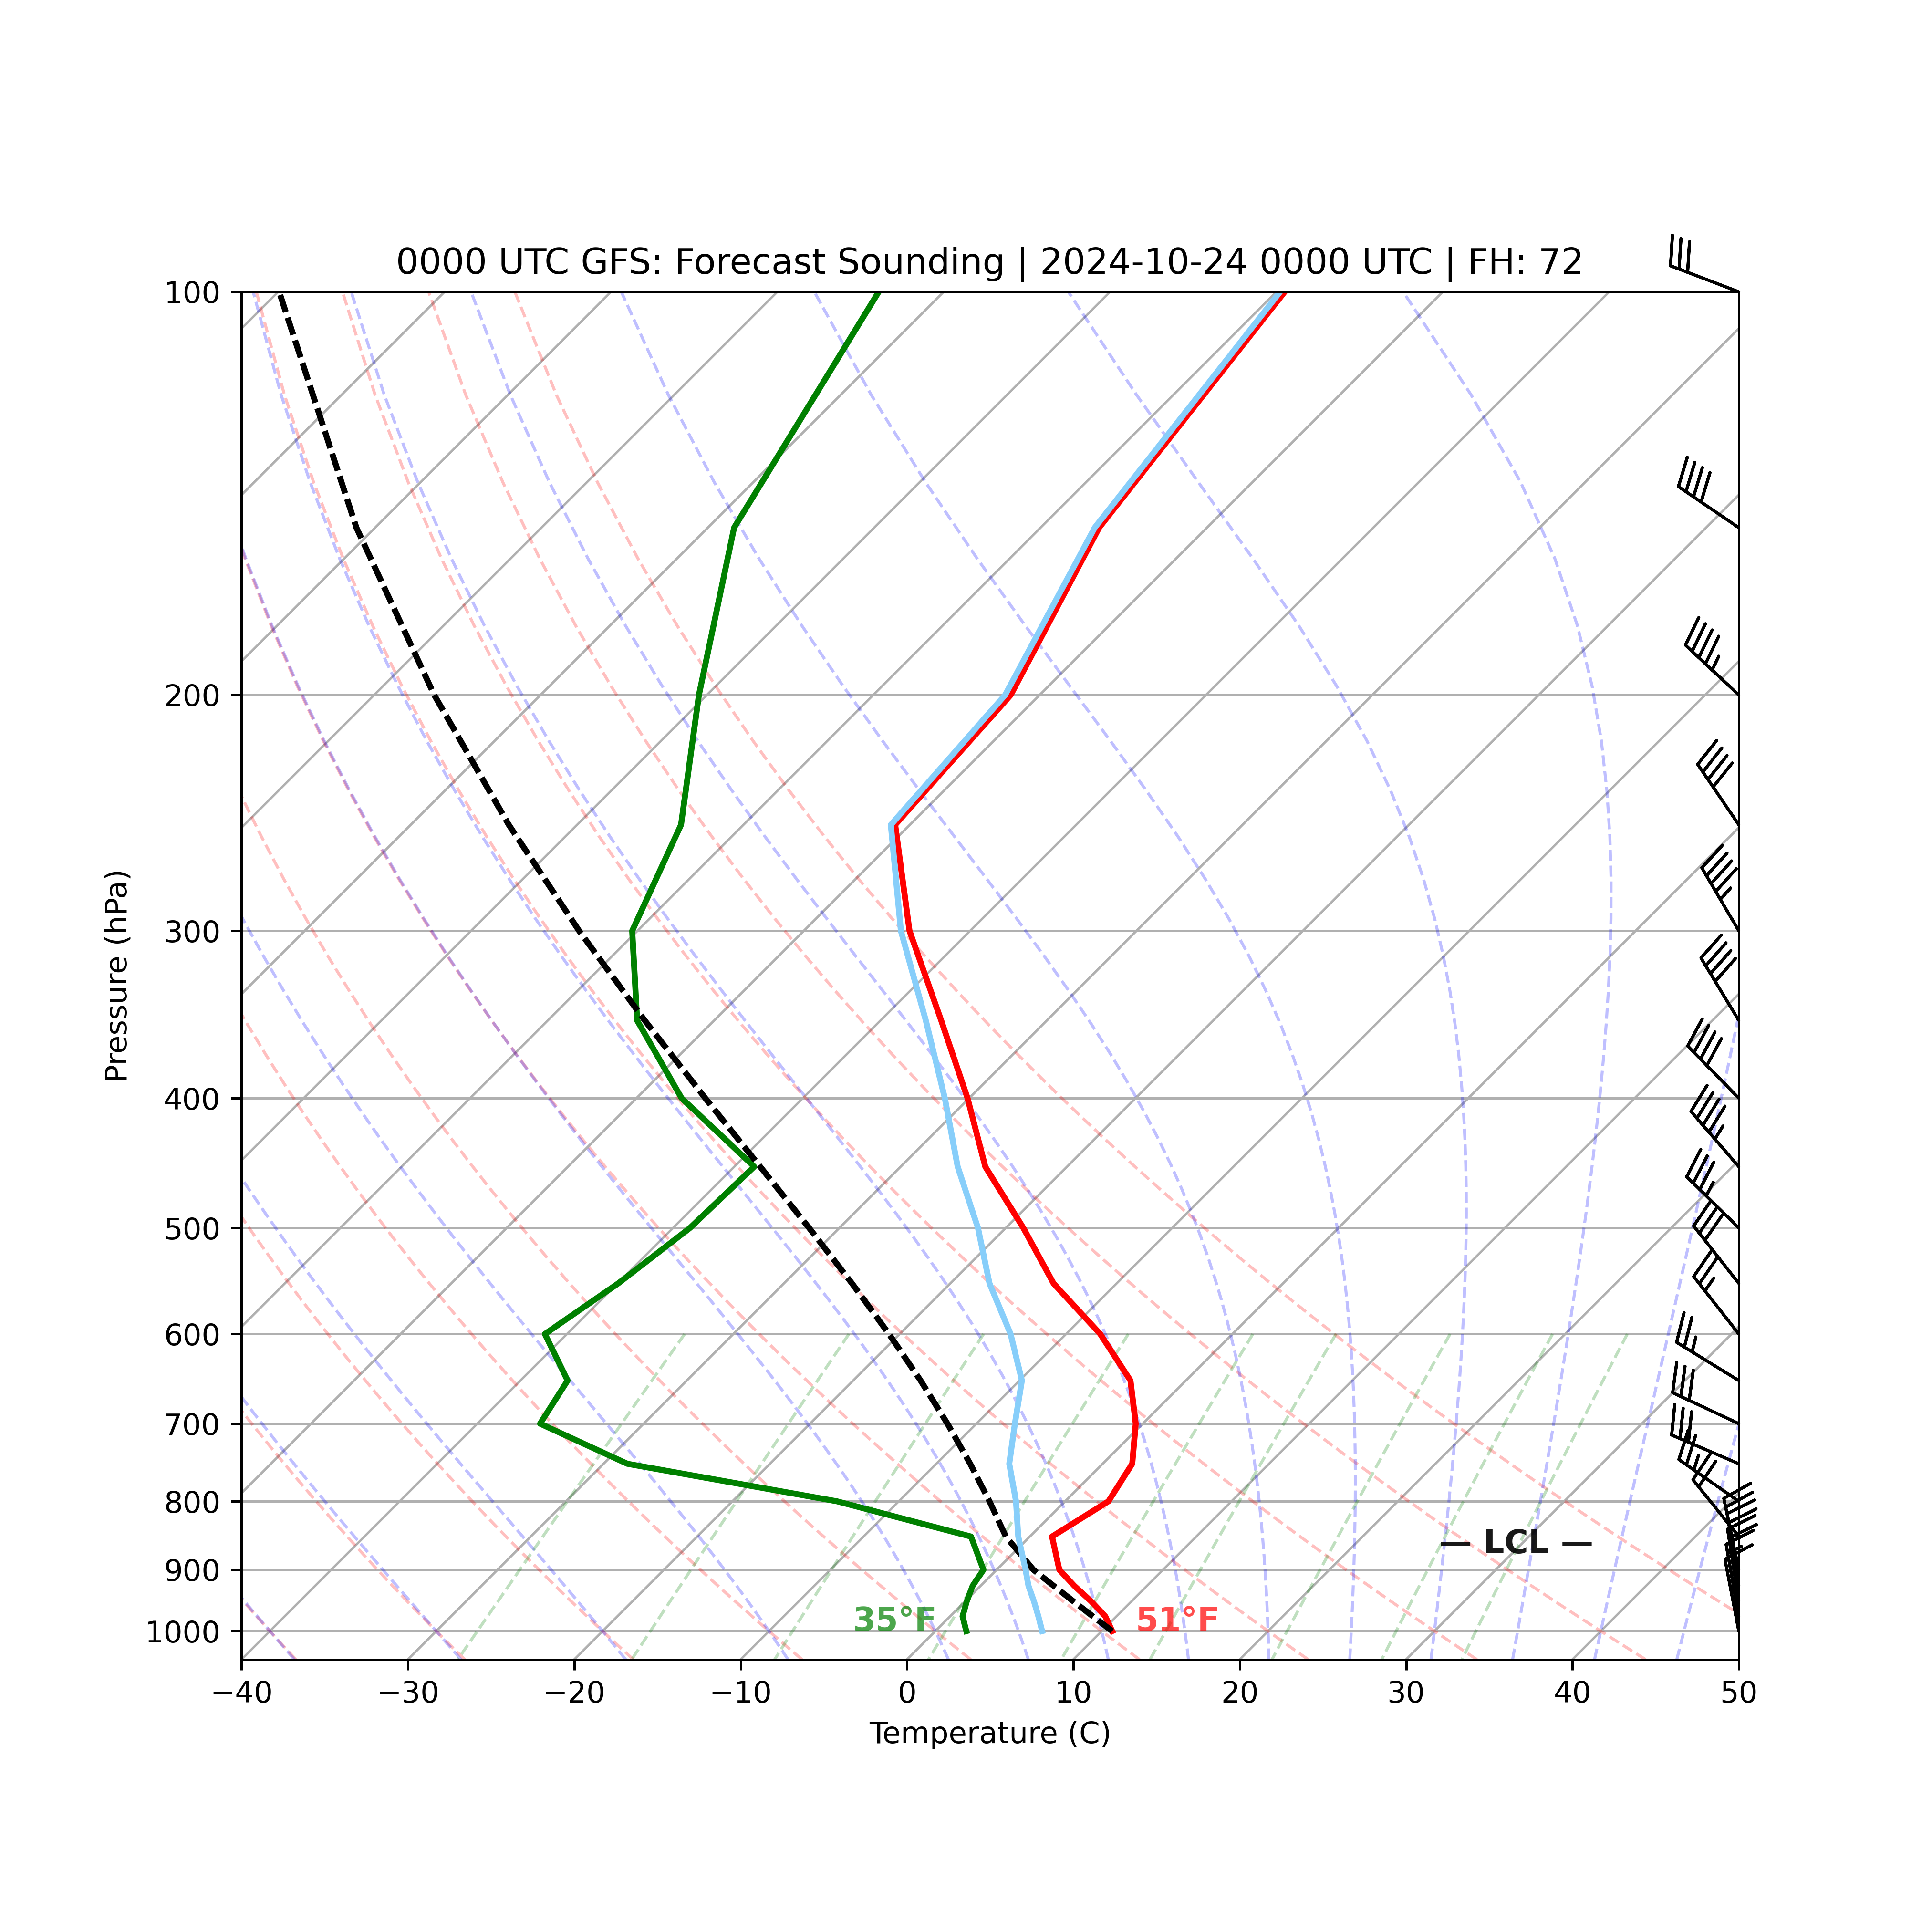 0000 UTC GFS: Forecast Sounding | 2024-10-24 0000 UTC | FH: 72
100
200
300
400
500
600
700
800
900
1000
Pressure (hPa)
— LCL —
35°F
51°F
−40 −30 −20 −10 0 10 20 30 40 50
Temperature (C)